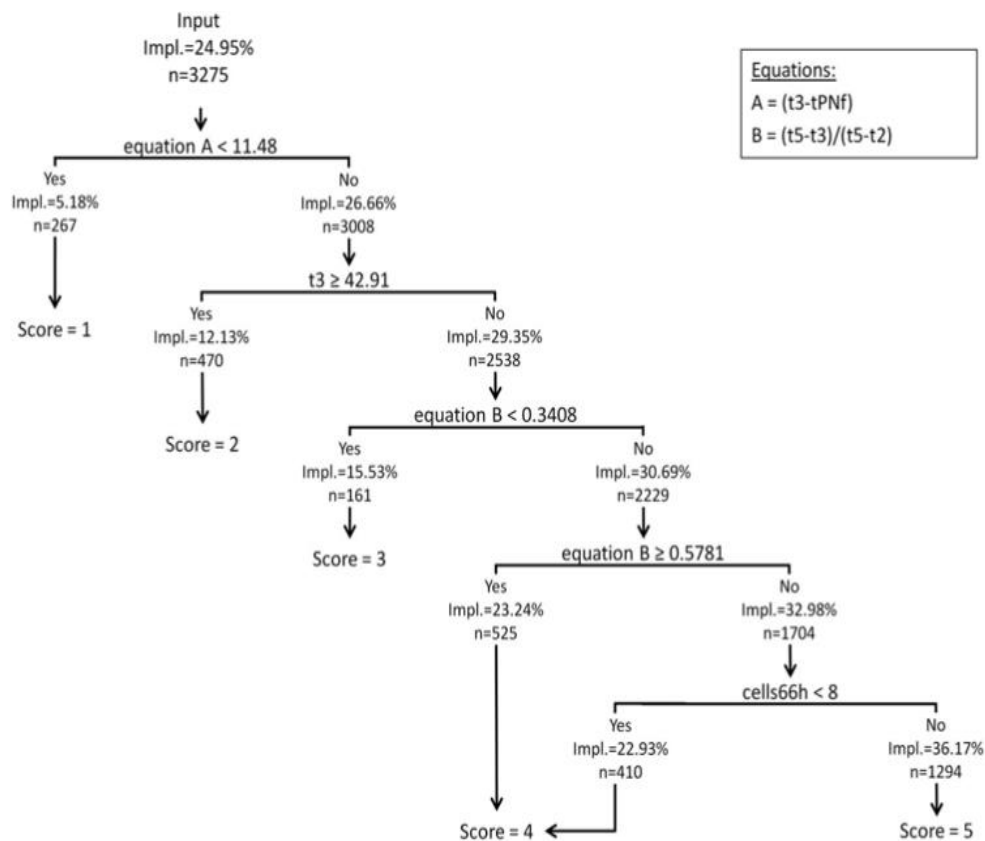 Input
Impl.=24.95%
n=3275
Equations:
A = (t3-tPNf)
B = (t5-t3)/(t5-t2)
equation A < 11.48
Yes
Impl.=5.18%
n=267
Score = 1
No
Impl.=26.66%
n=3008
t3 ≥ 42.91
Yes
Impl.=12.13%
n=470
Score = 2
No
Impl.=29.35%
n=2538
equation B < 0.3408
Yes
Impl.=15.53%
n=161
Score = 3
No
Impl.=30.69%
n=2229
equation B ≥ 0.5781
Yes
Impl.=23.24%
n=525
No
Impl.=32.98%
n=1704
cells66h < 8
Yes
Impl.=22.93%
n=410
Score = 4
No
Impl.=36.17%
n=1294
Score = 5